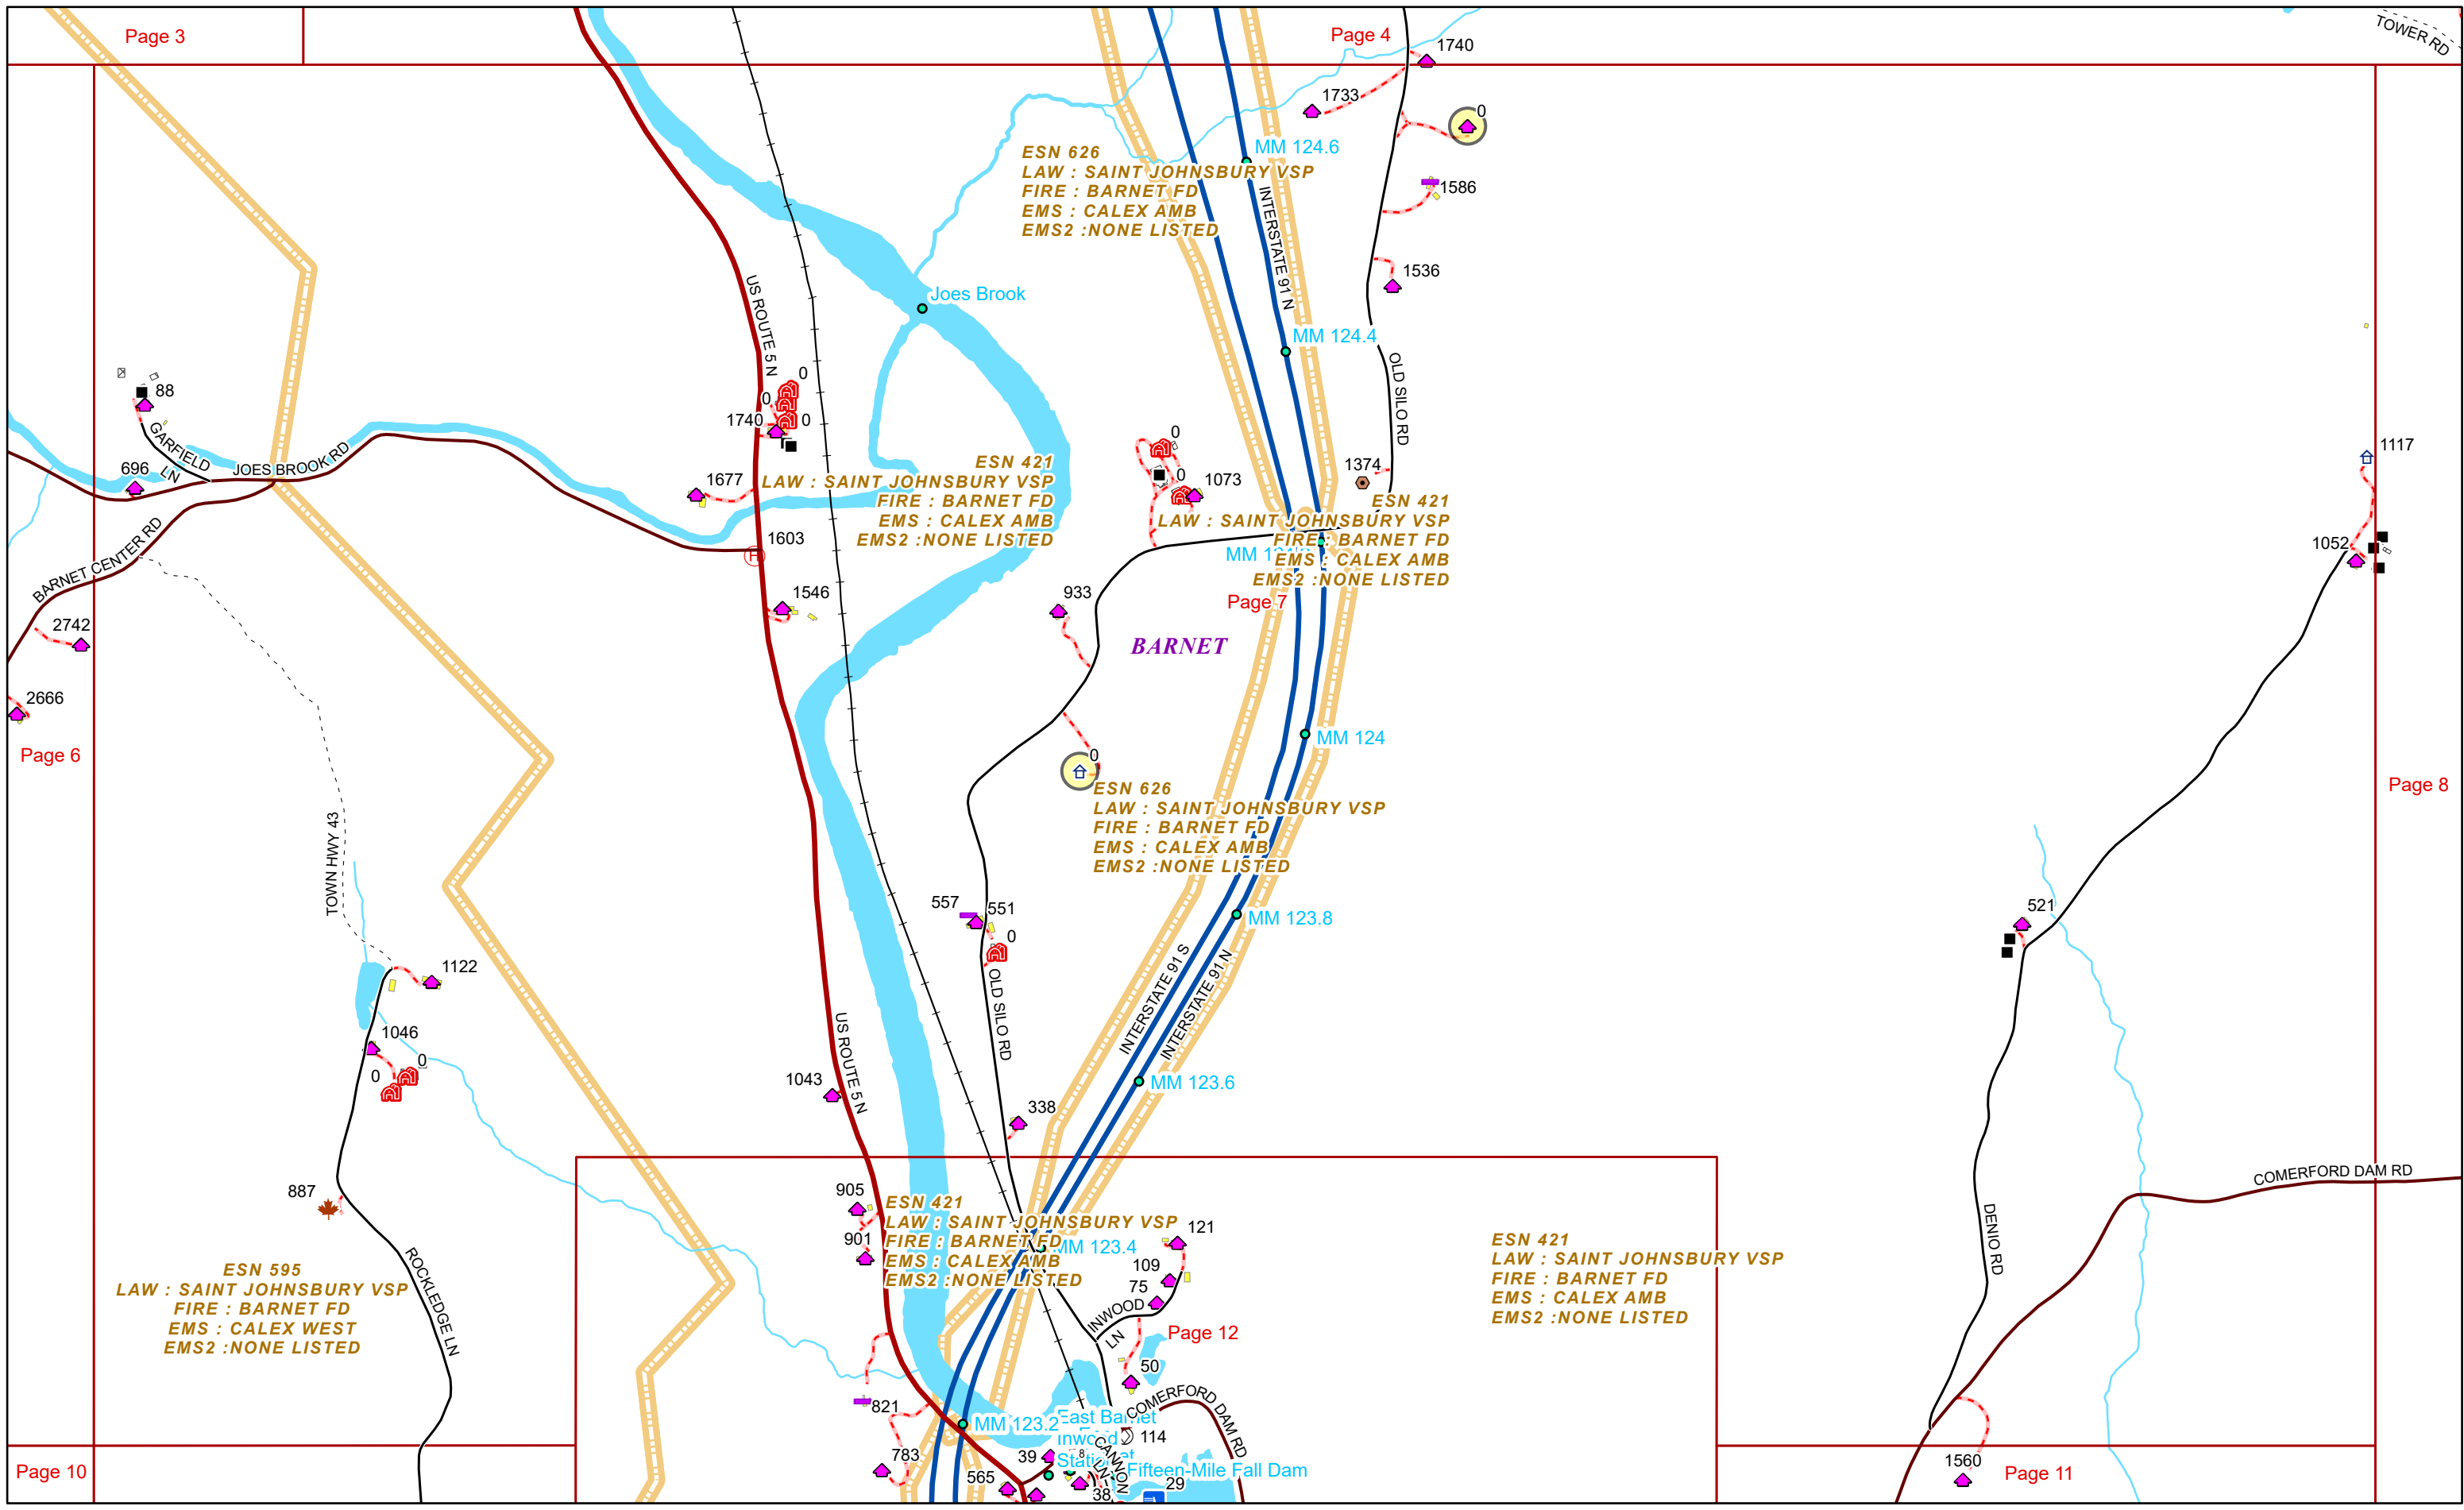 Page 3
Page 4
1740
TOWER RD
1733
0
MM 124.6
ESN 626
LAW : SAINT JOHNSBURY VSP
FIRE : BARNET FD
EMS : CALEX AMB
EMS2 :NONE LISTED
1586
INTERSTATE 91 N
1536
Joes Brook
US ROUTE 5 N
MM 124.4
OLD SILO RD
88
0
0
1740
0
GARFIELD
LN
JOES BROOK RD
696
1677
ESN 421
LAW : SAINT JOHNSBURY VSP
FIRE : BARNET FD
EMS : CALEX AMB
EMS2 :NONE LISTED
0
0
1073
1374
1117
ESN 421
LAW : SAINT JOHNSBURY VSP
FIRE : BARNET FD
EMS : CALEX AMB
EMS2 :NONE LISTED
BARNET CENTER RD
H
1603
1052
1546
933
Page 7
BARNET
2742
2666
Page 6
MM 124
0
Page 8
ESN 626
LAW : SAINT JOHNSBURY VSP
FIRE : BARNET FD
EMS : CALEX AMB
EMS2 :NONE LISTED
TOWN HWY 43
557
551
0
MM 123.8
521
1122
OLD SILO RD
INTERSTATE 91 S
INTERSTATE 91 N
1046
0
0
US ROUTE 5 N
1043
MM 123.6
338
COMERFORD DAM RD
887
905
ESN 421
LAW : SAINT JOHNSBURY VSP
FIRE : BARNET FD
EMS : CALEX AMB
EMS2 :NONE LISTED
901
MM 123.4
121
109
75
DENIO RD
ESN 421
LAW : SAINT JOHNSBURY VSP
FIRE : BARNET FD
EMS : CALEX AMB
EMS2 :NONE LISTED
ESN 595
LAW : SAINT JOHNSBURY VSP
FIRE : BARNET FD
EMS : CALEX WEST
EMS2 :NONE LISTED
ROCKLEDGE LN
INWOOD
LN
Page 12
50
821
MM 123.2
East Barnet
Inwood
COMERFORD DAM RD
114
783
39
CANNON
LN
Fifteen-Mile Fall Dam
565
38
29
1560
Page 10
Page 11